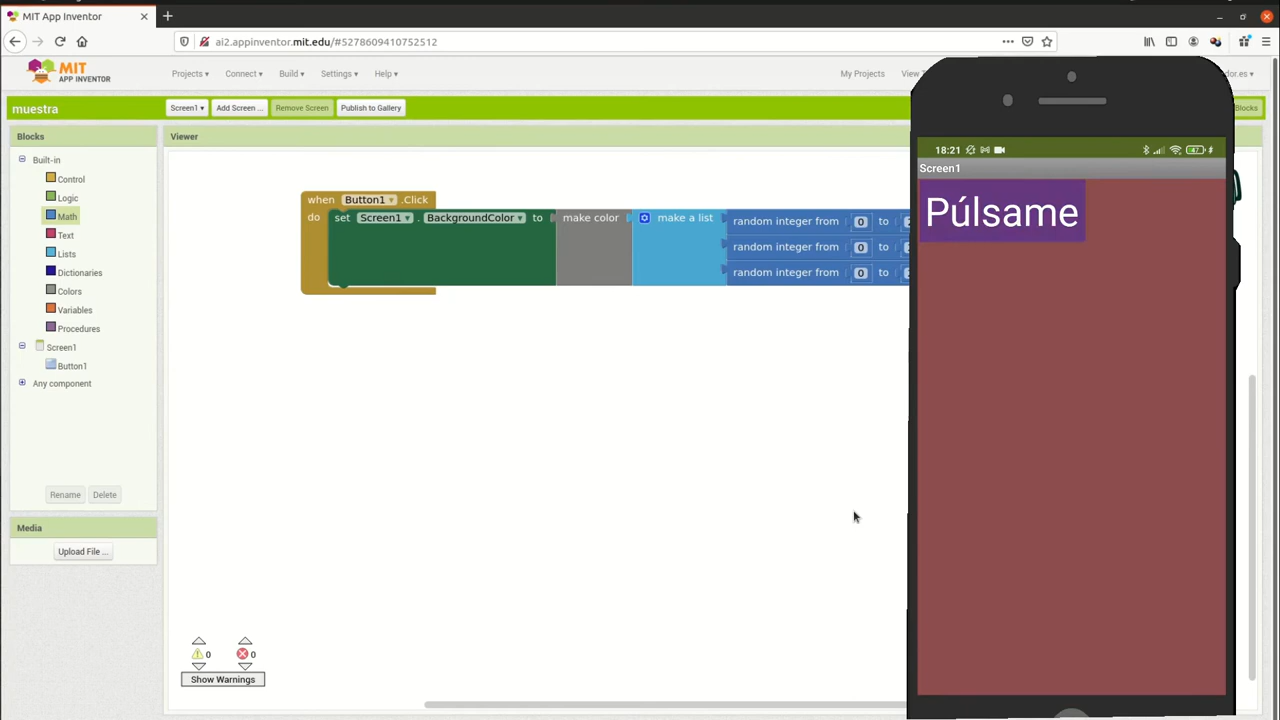 MIT App Inventor
ai2.appinventor.mit.edu/#5278609410752512
MIT
APP INVENTOR
Projects Connect Build Settings Help My Projects View
dor.es
muestra
Screen1 Add Screen ... Remove Screen Publish to Gallery
Blocks
Blocks
Built-in
Control
Logic
Math
Text
Lists
Dictionaries
Colors
Variables
Procedures
Screen1
Button1
Any component
Rename Delete
Media
Upload File ...
Viewer
when Button1 .Click
do set Screen1 . BackgroundColor to make color make a list random integer from 0 to
random integer from 0 to
random integer from 0 to
0 0
Show Warnings
18:21 47
Screen1
Púlsame